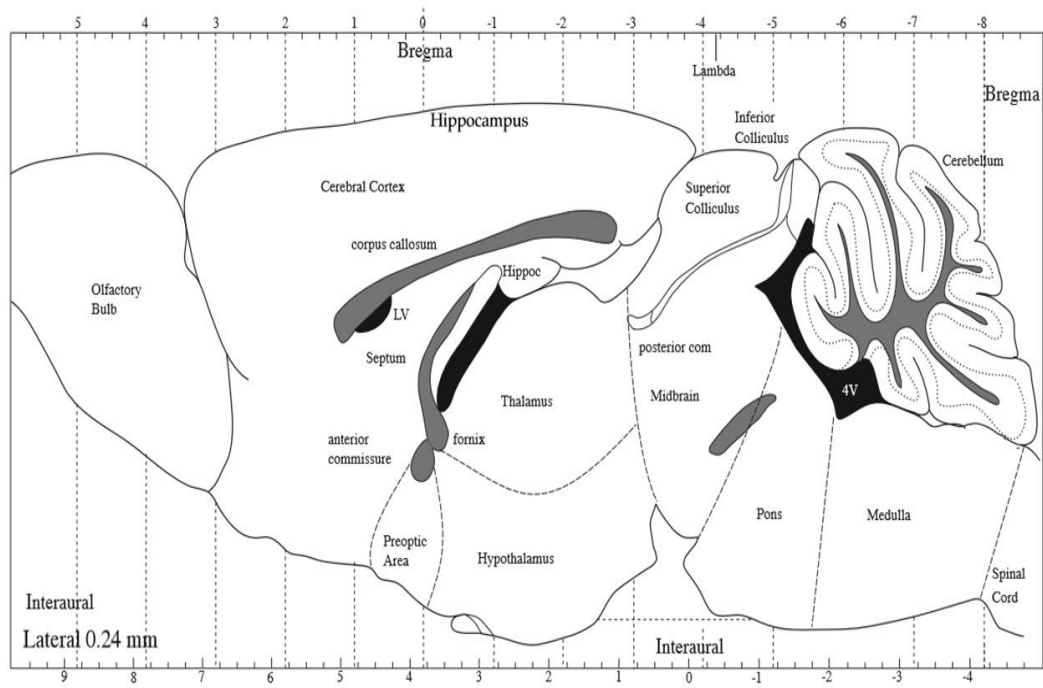 5 4 3 2 1 0 -1 -2 -3 -4 -5 -6 -7 -8
Bregma
Lambda
Bregma
Hippocampus
Inferior
Colliculus
Cerebellum
Cerebral Cortex
Superior
Colliculus
corpus callosum
Hippoc
Olfactory
Bulb
LV
Septum
posterior com
Thalamus
Midbrain
4V
anterior
commissure
fornix
Pons
Medulla
Preoptic
Area
Hypothalamus
Spinal
Cord
Interaural
Lateral 0.24 mm
Interaural
9 8 7 6 5 4 3 2 1 0 -1 -2 -3 -4